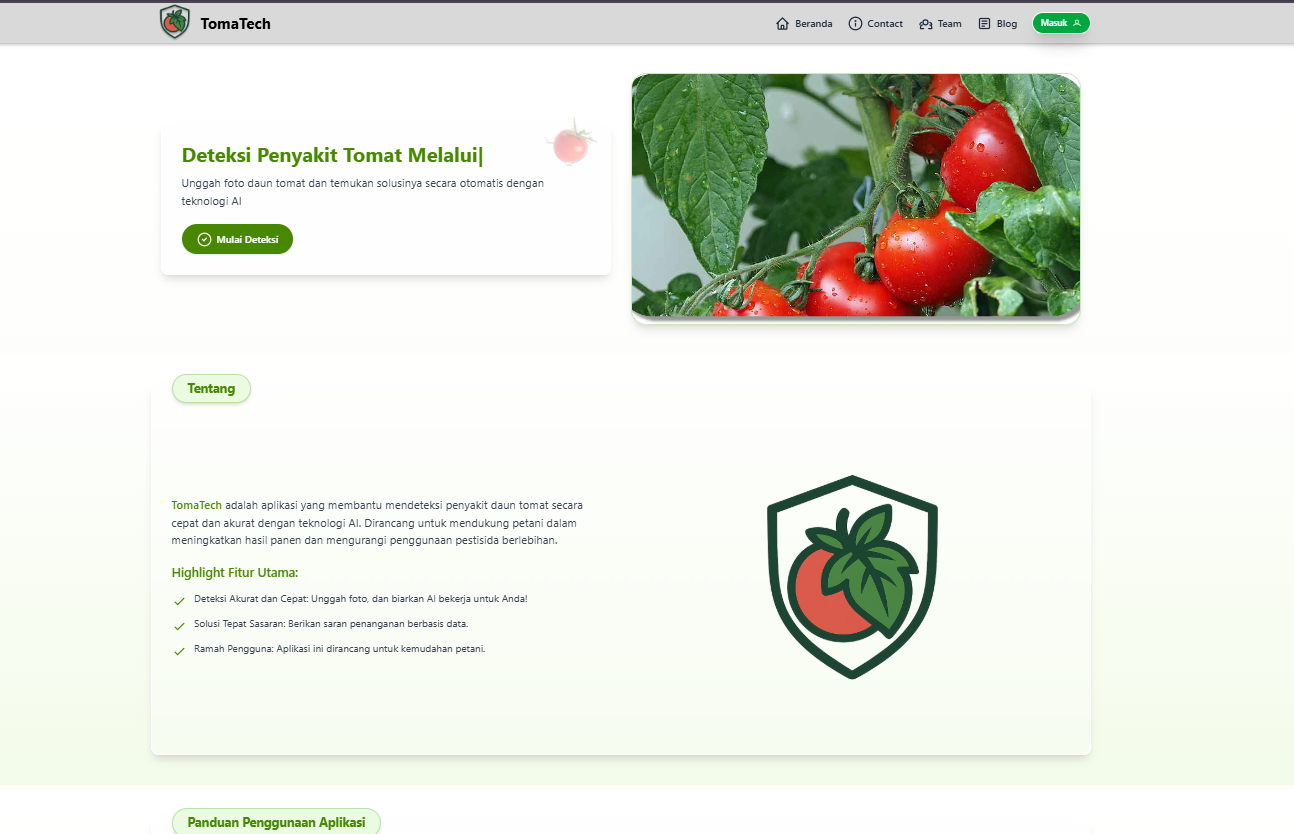 TomaTech
Beranda
Contact
Team
Blog
Masuk
Deteksi Penyakit Tomat Melalui|
Unggah foto daun tomat dan temukan solusinya secara otomatis dengan
teknologi AI
Mulai Deteksi
Tentang
TomaTech adalah aplikasi yang membantu mendeteksi penyakit daun tomat secara
cepat dan akurat dengan teknologi AI. Dirancang untuk mendukung petani dalam
meningkatkan hasil panen dan mengurangi penggunaan pestisida berlebihan.
Highlight Fitur Utama:
Deteksi Akurat dan Cepat: Unggah foto, dan biarkan AI bekerja untuk Anda!
Solusi Tepat Sasaran: Berikan saran penanganan berbasis data.
Ramah Pengguna: Aplikasi ini dirancang untuk kemudahan petani.
Panduan Penggunaan Aplikasi